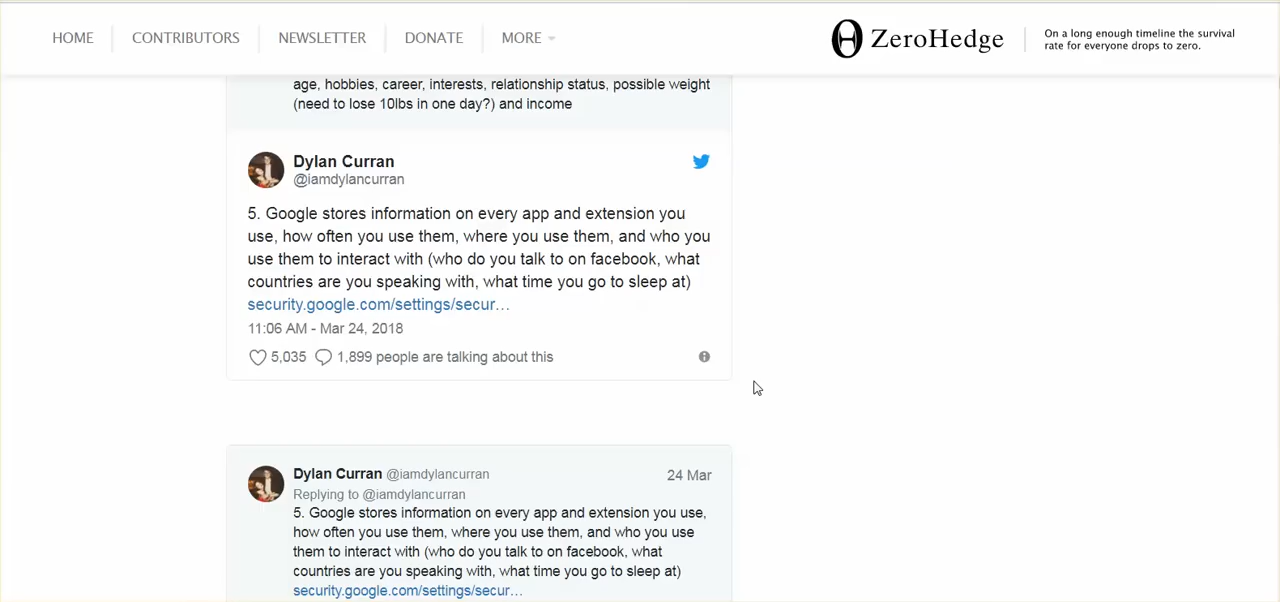 HOME
CONTRIBUTORS
NEWSLETTER
DONATE
MORE
ZeroHedge
On a long enough timeline the survival
rate for everyone drops to zero.
age, hobbies, career, interests, relationship status, possible weight
(need to lose 10lbs in one day?) and income
Dylan Curran
@iamdylancurran
5. Google stores information on every app and extension you
use, how often you use them, where you use them, and who you
use them to interact with (who do you talk to on facebook, what
countries are you speaking with, what time you go to sleep at)
security.google.com/settings/secur…
11:06 AM - Mar 24, 2018
5,035 1,899 people are talking about this
Dylan Curran @iamdylancurran 24 Mar
Replying to @iamdylancurran
5. Google stores information on every app and extension you use,
how often you use them, where you use them, and who you use
them to interact with (who do you talk to on facebook, what
countries are you speaking with, what time you go to sleep at)
security.google.com/settings/secur…